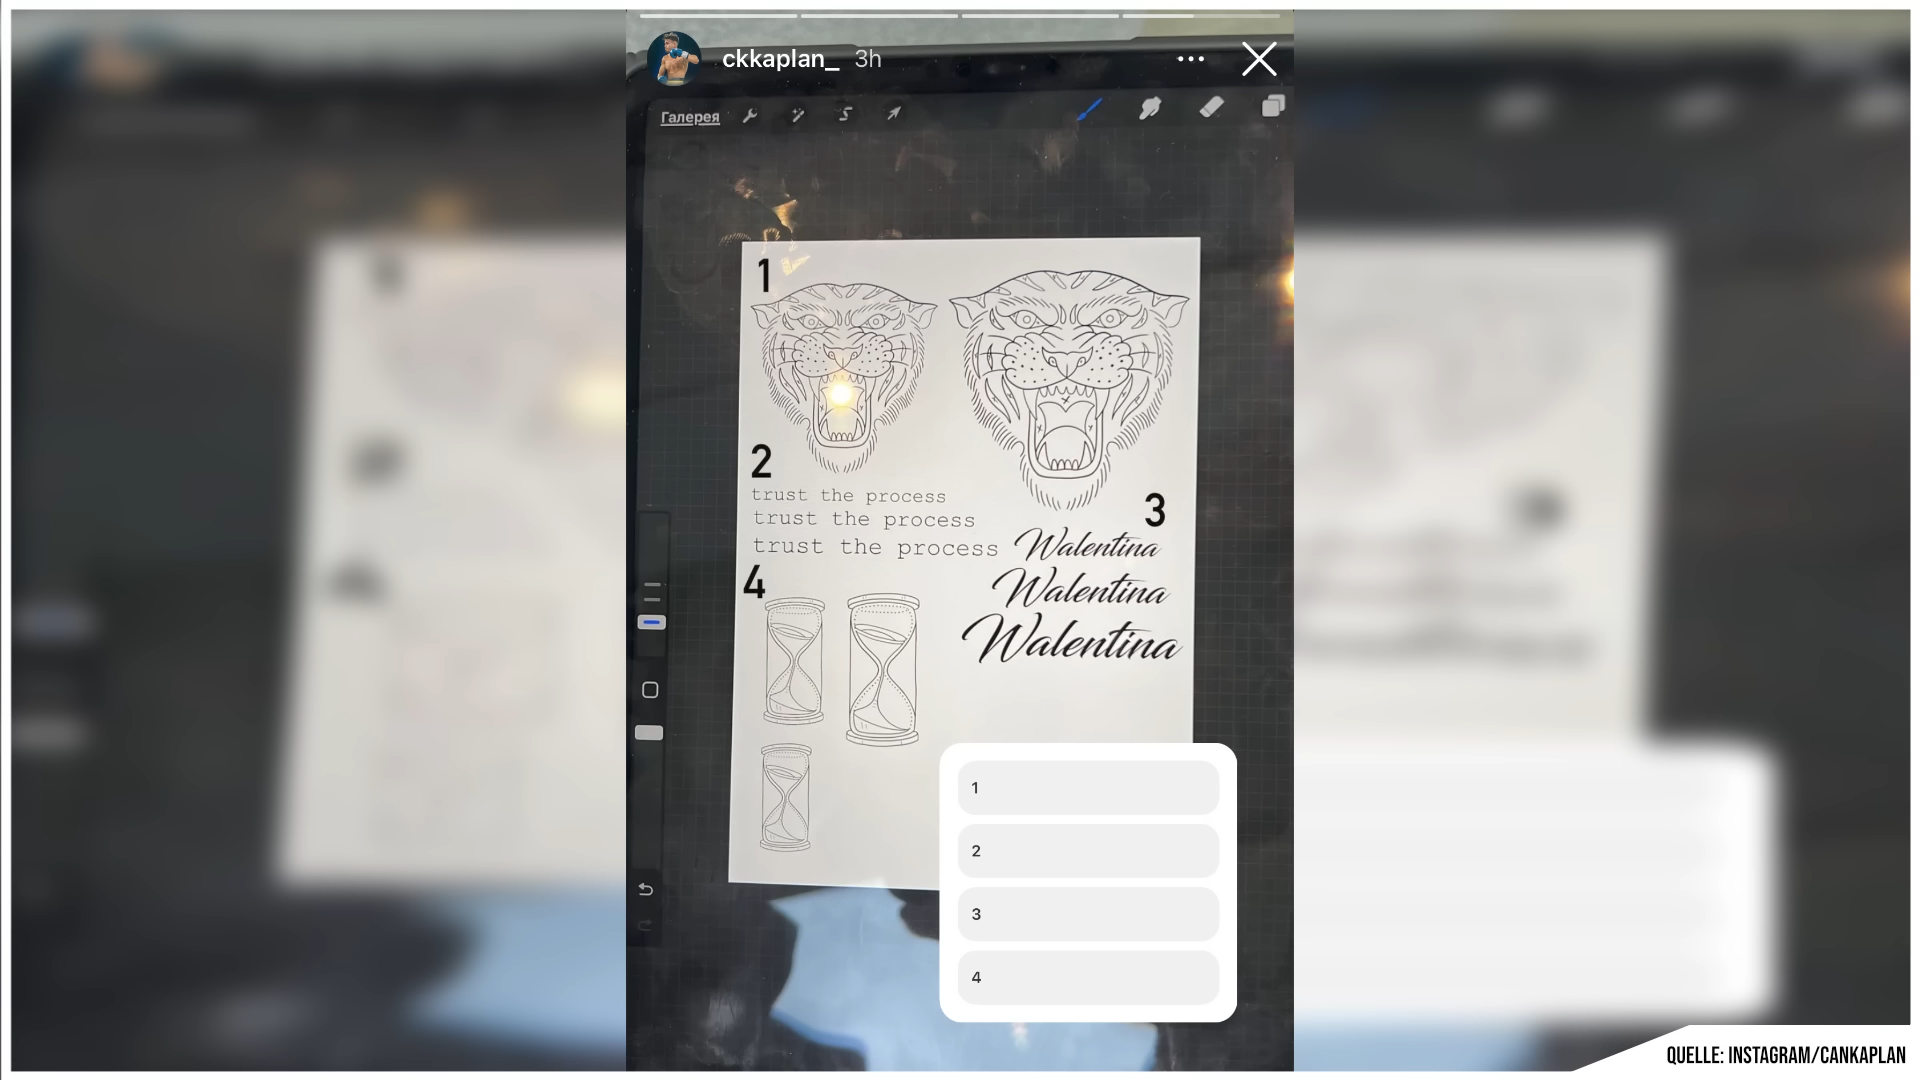 ckkaplan_ 3h
Галерея
1
2
trust the process
trust the process
trust the process
3
Walentina
Walentina
Walentina
4
1
2
3
4
QUELLE: INSTAGRAM/CANKAPLAN